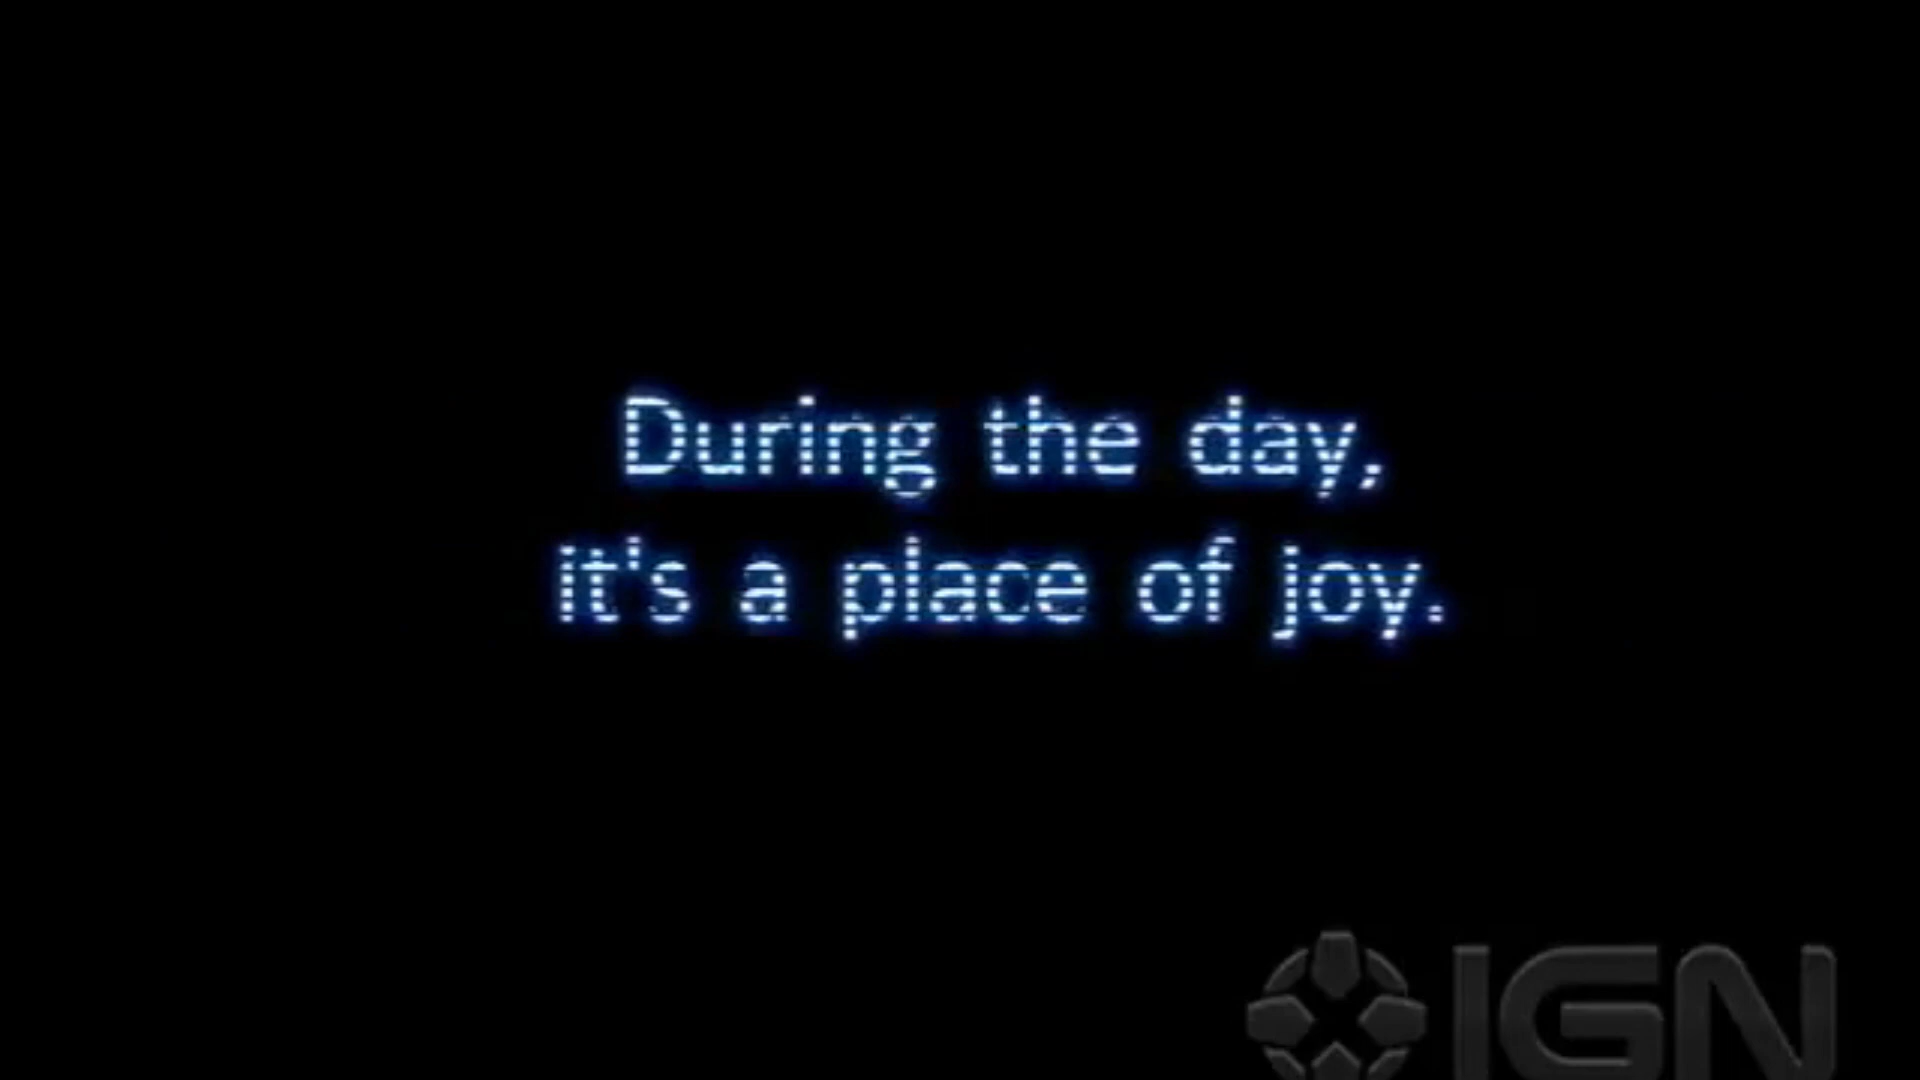 During the day,
it's a place of joy.
IGN